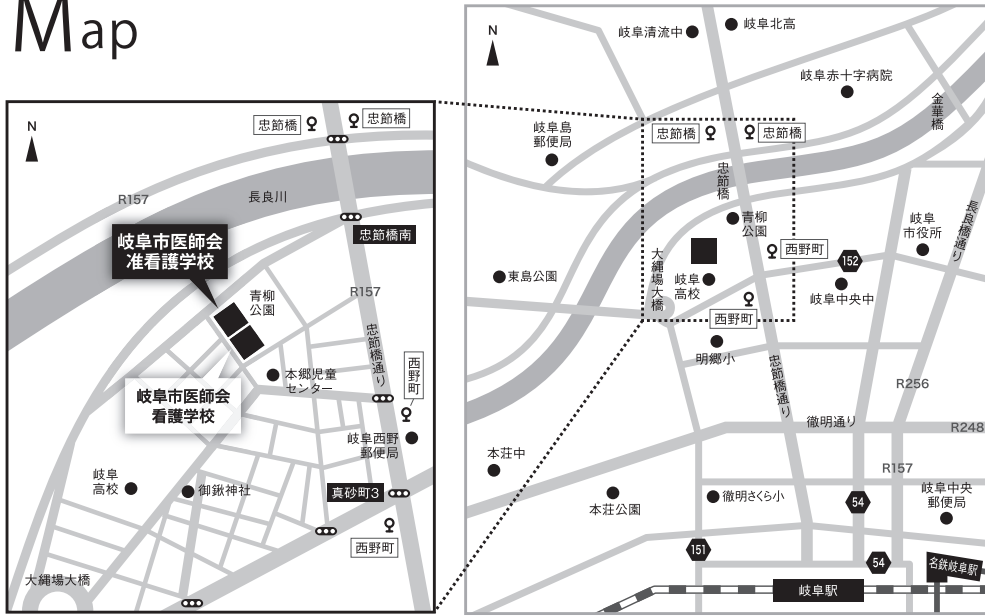 Map
N
忠節橋
忠節橋
R157
長良川
忠節橋南
岐阜市医師会
准看護学校
青柳
公園
R157
忠節橋通り
西野町
本郷児童
センター
岐阜市医師会
看護学校
岐阜西野
郵便局
岐阜
高校
御鍬神社
真砂町3
西野町
大縄場大橋
N
岐阜清流中
岐阜北高
岐阜赤十字病院
金華橋
岐阜島
郵便局
忠節橋
忠節橋
忠節橋
青柳
公園
長良橋通り
岐阜
市役所
西野町
152
大縄場大橋
東島公園
岐阜
高校
岐阜中央中
西野町
明郷小
忠節橋通り
R256
徹明通り
R248
本荘中
R157
本荘公園
徹明さくら小
54
岐阜中央
郵便局
151
54
名鉄岐阜駅
岐阜駅